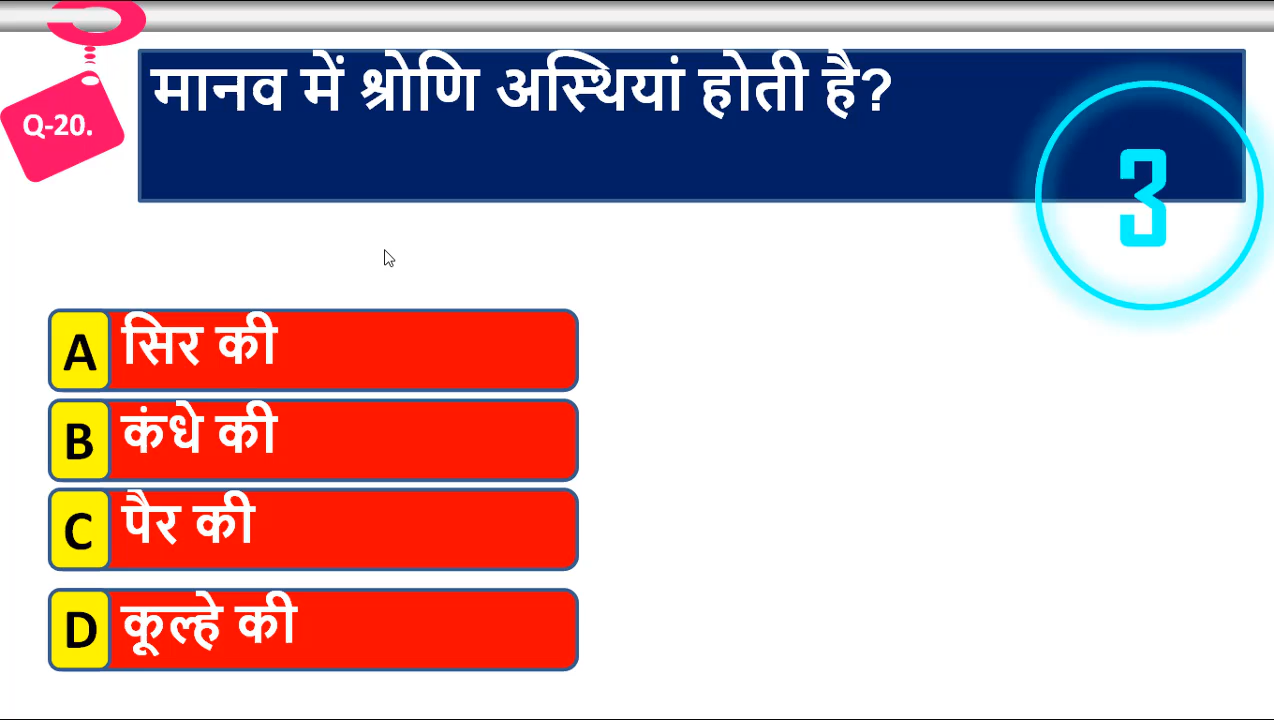 Q-20.
मानव में श्रोणि अस्थियां होती है?
3
A सिर की
B कंधे की
C पैर की
D कूल्हे की